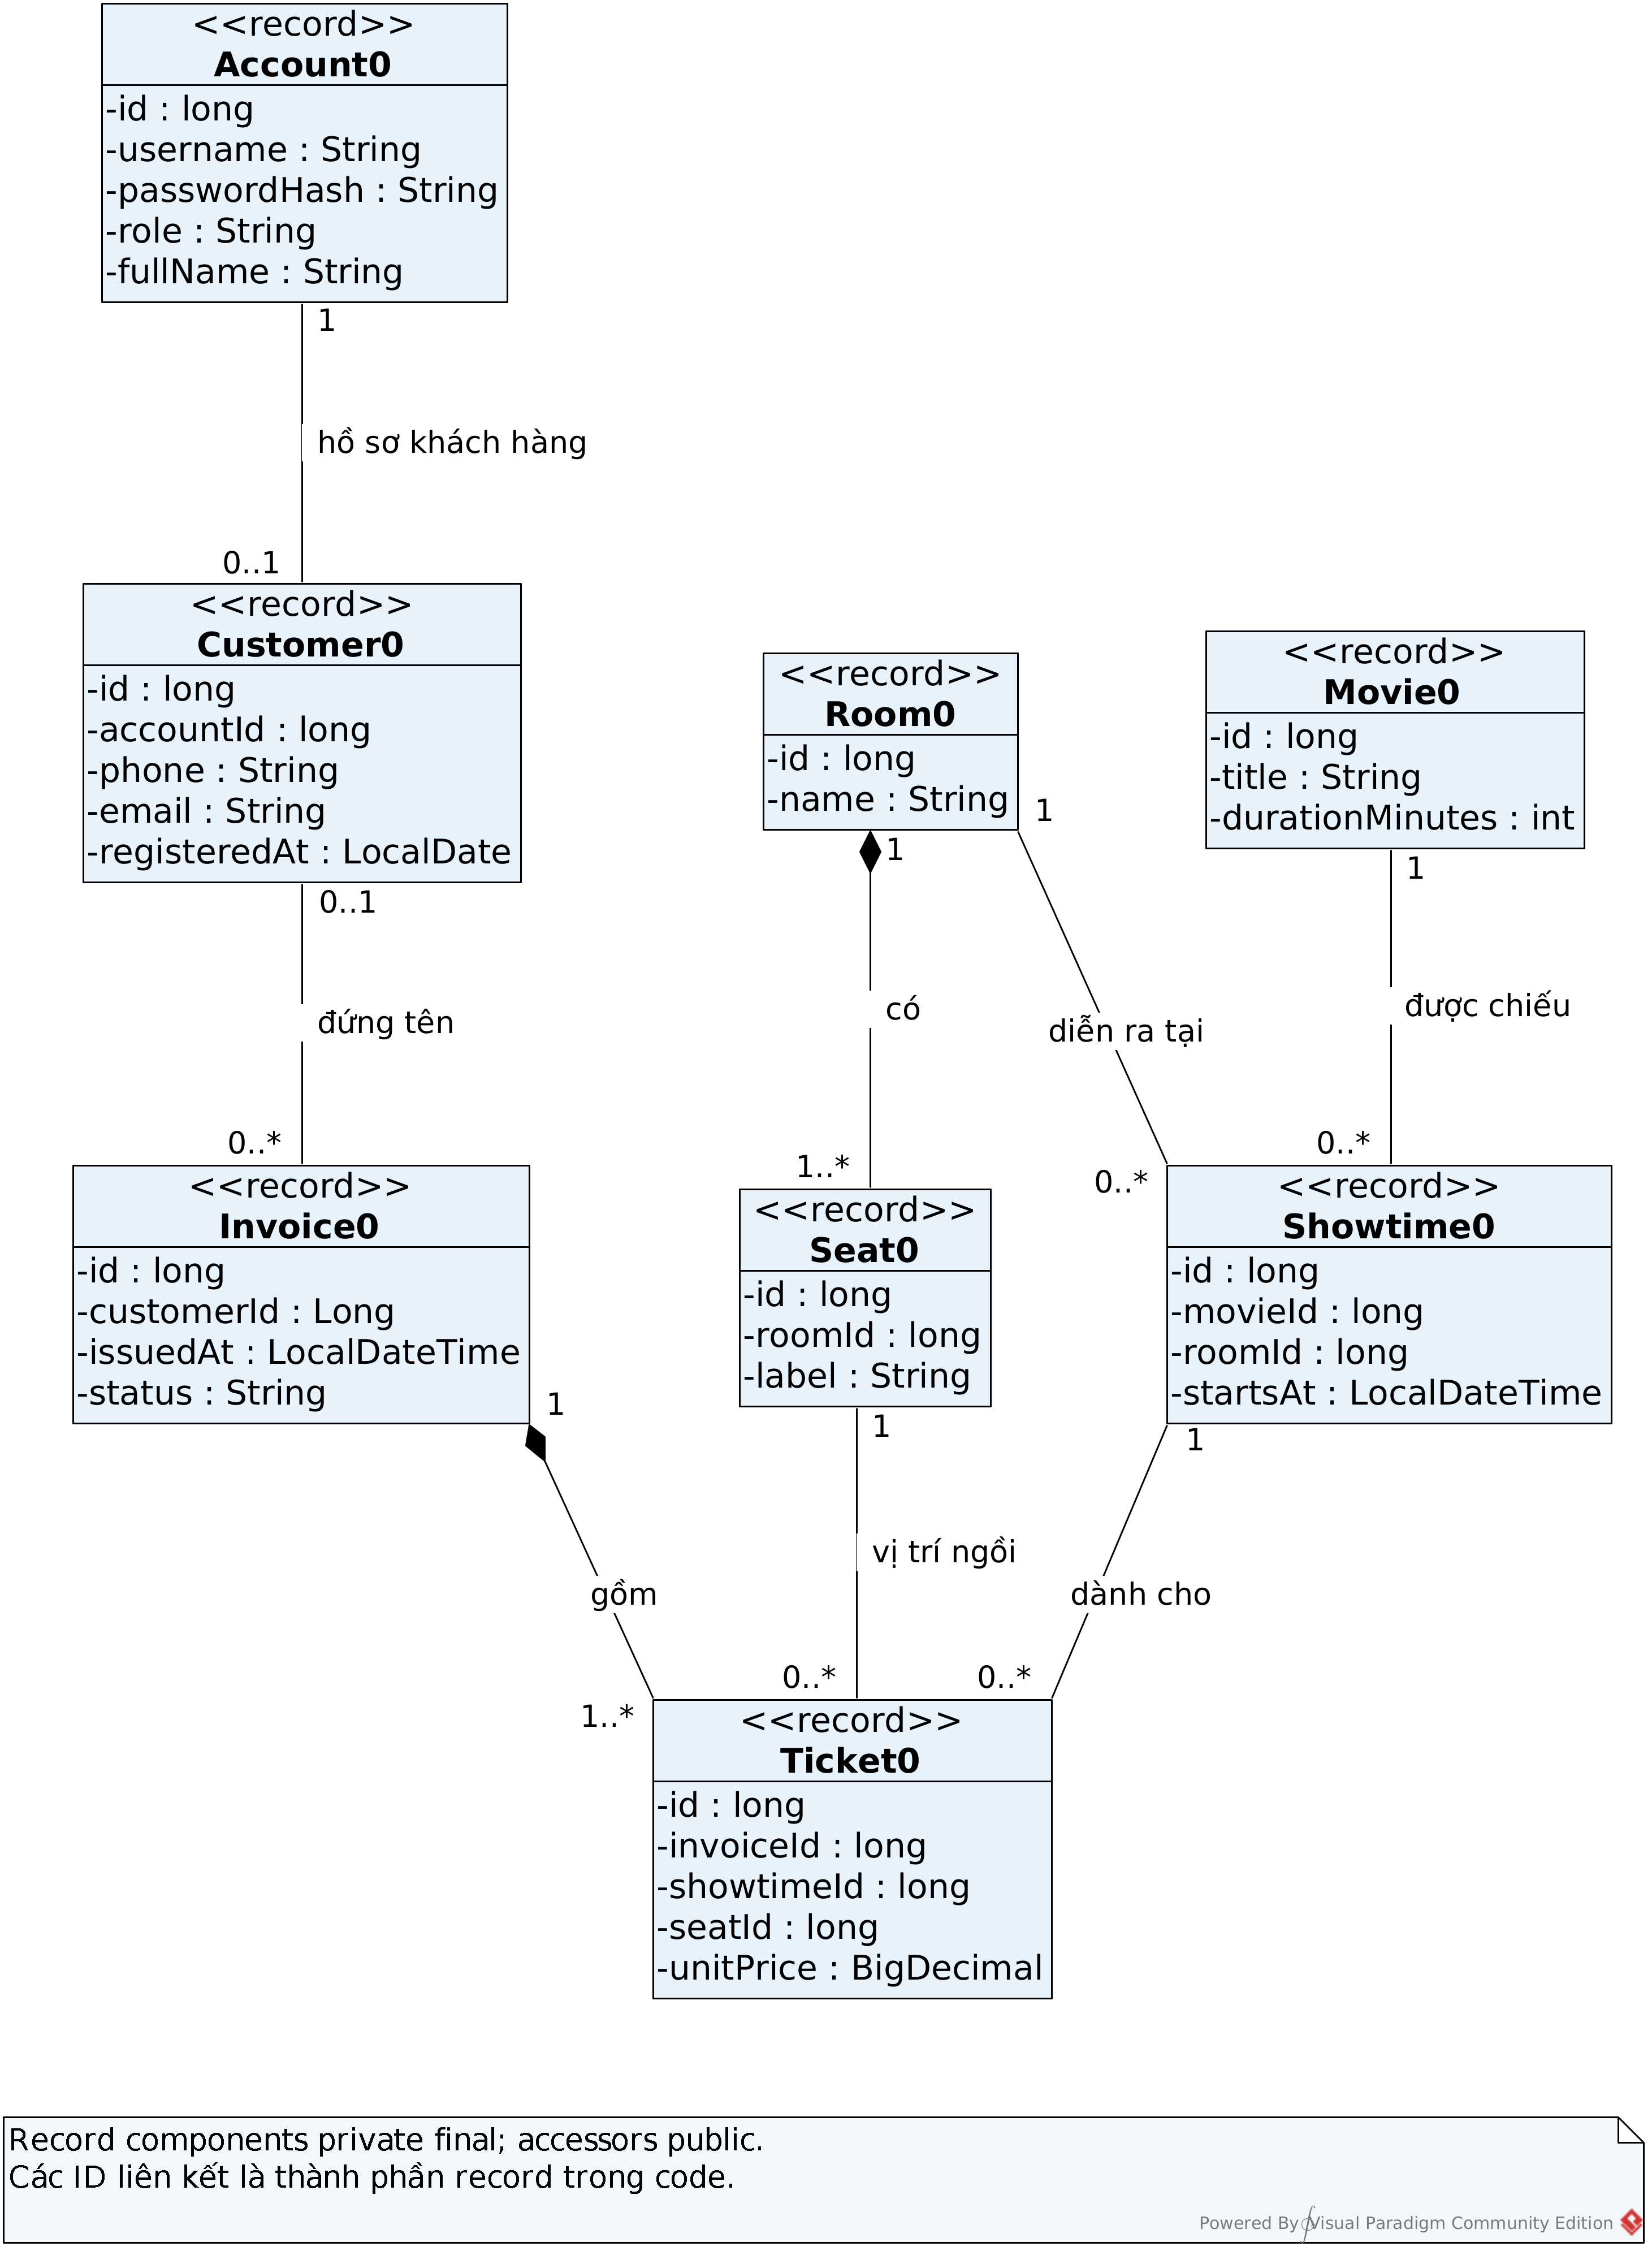 <<record>>
Account0
-id : long
-username : String
-passwordHash : String
-role : String
-fullName : String
1
hồ sơ khách hàng
0..1
<<record>>
Customer0
-id : long
-accountId : long
-phone : String
-email : String
-registeredAt : LocalDate
0..1
<<record>>
Room0
-id : long
-name : String
1
1
<<record>>
Movie0
-id : long
-title : String
-durationMinutes : int
1
đứng tên
có
diễn ra tại
được chiếu
0..*
1..*
0..*
0..*
<<record>>
Invoice0
-id : long
-customerId : Long
-issuedAt : LocalDateTime
-status : String
1
<<record>>
Seat0
-id : long
-roomId : long
-label : String
1
<<record>>
Showtime0
-id : long
-movieId : long
-roomId : long
-startsAt : LocalDateTime
1
gồm
vị trí ngồi
dành cho
1..*
0..*
0..*
<<record>>
Ticket0
-id : long
-invoiceId : long
-showtimeId : long
-seatId : long
-unitPrice : BigDecimal
Record components private final; accessors public.
Các ID liên kết là thành phần record trong code.
Powered By Visual Paradigm Community Edition